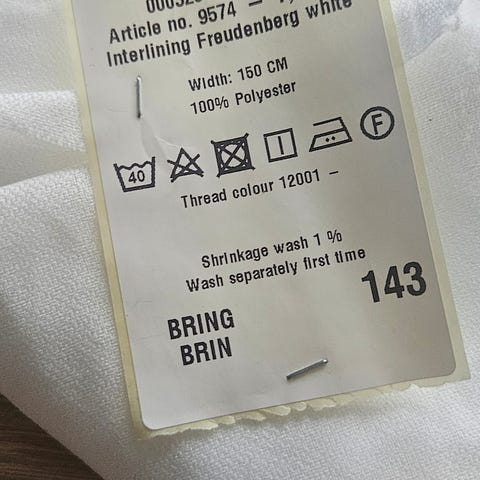 Article no. 9574 –
Interlining Freudenberg white
Width: 150 CM
100% Polyester
40 F
Thread colour 12001 –
Shrinkage wash 1 %
Wash separately first time
143
BRING
BRIN